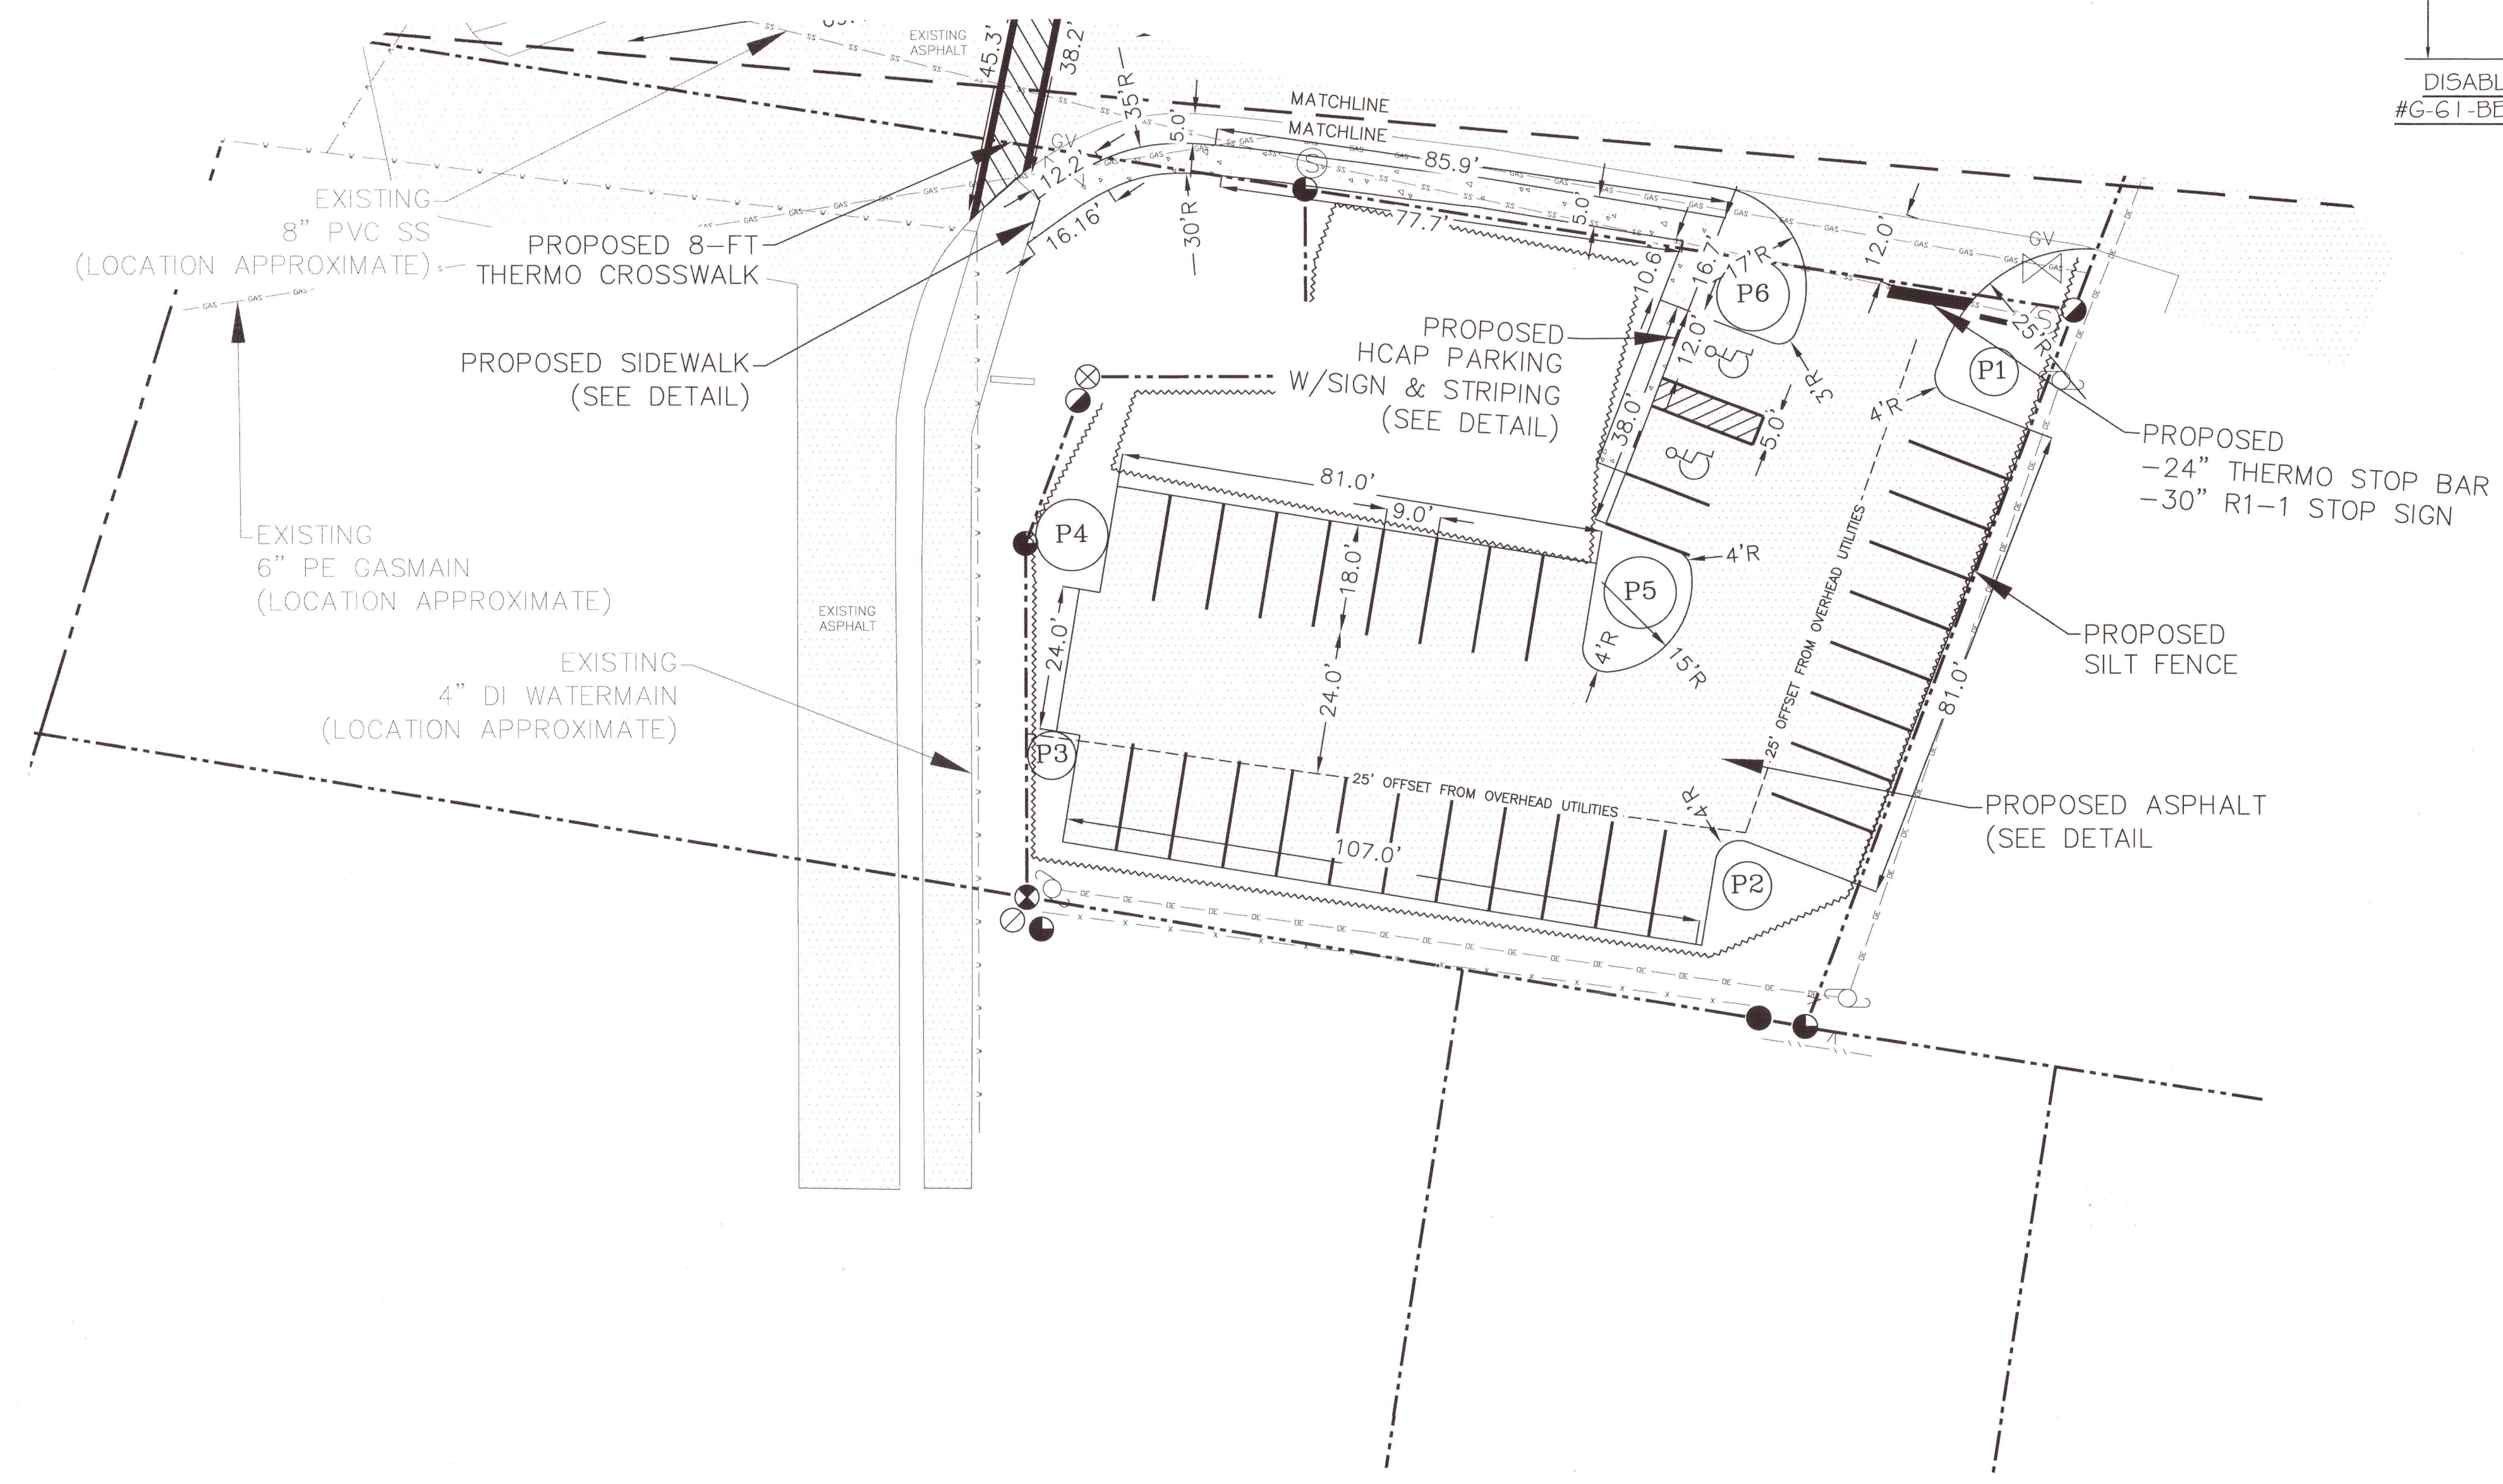 EXISTING
ASPHALT
45.3'
38.2'
DISABL
#G-61-BE
MATCHLINE
MATCHLINE
35'R
5.0'
GV
12.2'
85.9'
S
EXISTING
8" PVC SS
(LOCATION APPROXIMATE)
PROPOSED 8-FT
THERMO CROSSWALK
16.16'
30'R
77.7'
5.0'
10.6'
16.7'
17'R
P6
12.0'
GV
S
25'R
P1
4'R
3'R
PROPOSED SIDEWALK
(SEE DETAIL)
PROPOSED
HCAP PARKING
W/SIGN & STRIPING
(SEE DETAIL)
12.0'
38.0'
5.0'
PROPOSED
-24" THERMO STOP BAR
-30" R1-1 STOP SIGN
81.0'
9.0'
18.0'
P4
P5
4'R
4'R
15'R
EXISTING
6" PE GASMAIN
(LOCATION APPROXIMATE)
EXISTING
ASPHALT
24.0'
24.0'
25' OFFSET FROM OVERHEAD UTILITIES
PROPOSED
SILT FENCE
81.0'
EXISTING
4" DI WATERMAIN
(LOCATION APPROXIMATE)
P3
25' OFFSET FROM OVERHEAD UTILITIES
4'R
PROPOSED ASPHALT
(SEE DETAIL
107.0'
P2